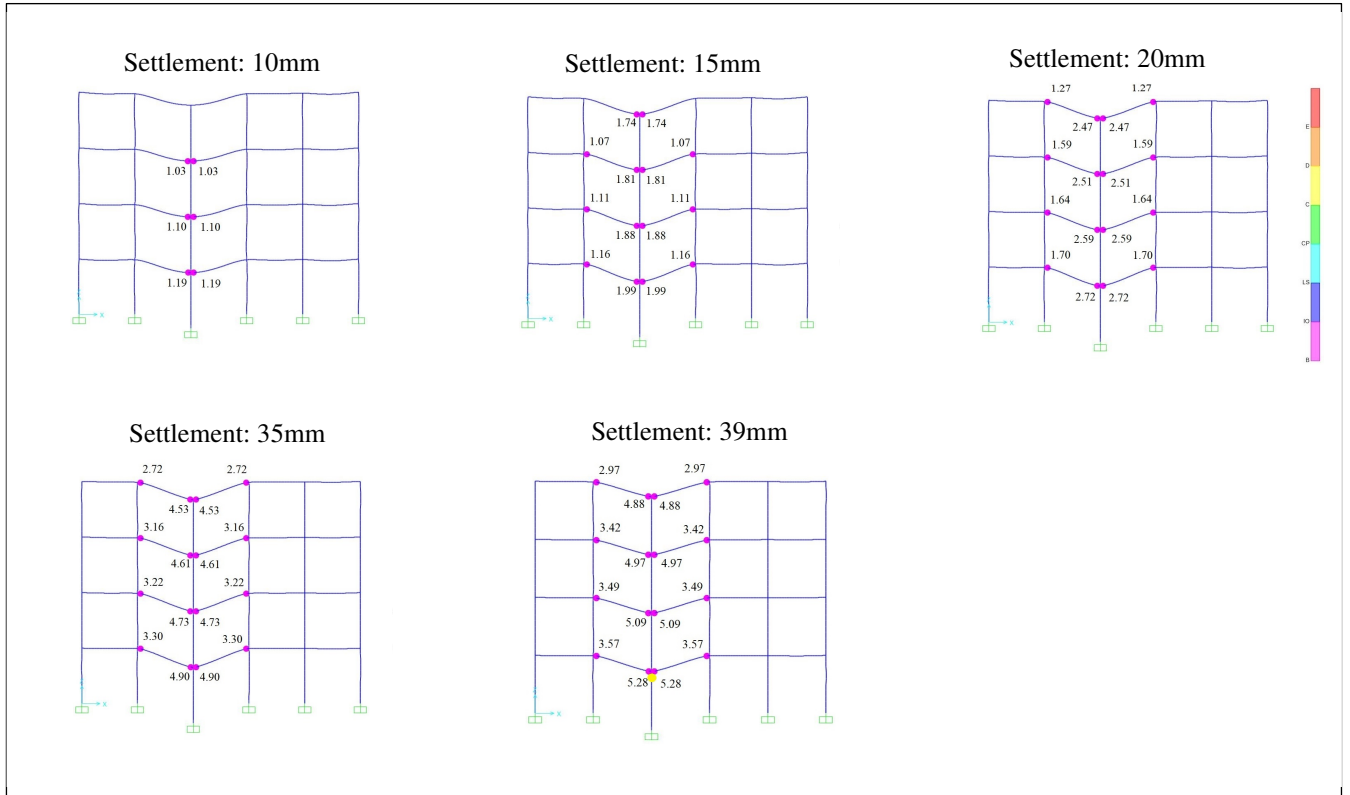 Settlement: 10mm
1.03 1.03
1.10 1.10
1.19 1.19
X
Settlement: 15mm
1.74 1.74
1.07 1.07
1.81 1.81
1.11 1.11
1.88 1.88
1.16 1.16
1.99 1.99
X
Settlement: 20mm
1.27 1.27
2.47 2.47
1.59 1.59
2.51 2.51
1.64 1.64
2.59 2.59
1.70 1.70
2.72 2.72
X
E
D
C
CP
LS
IO
B
Settlement: 35mm
2.72 2.72
4.53 4.53
3.16 3.16
4.61 4.61
3.22 3.22
4.73 4.73
3.30 3.30
4.90 4.90
X
Settlement: 39mm
2.97 2.97
4.88 4.88
3.42 3.42
4.97 4.97
3.49 3.49
5.09 5.09
3.57 3.57
5.28 5.28
X